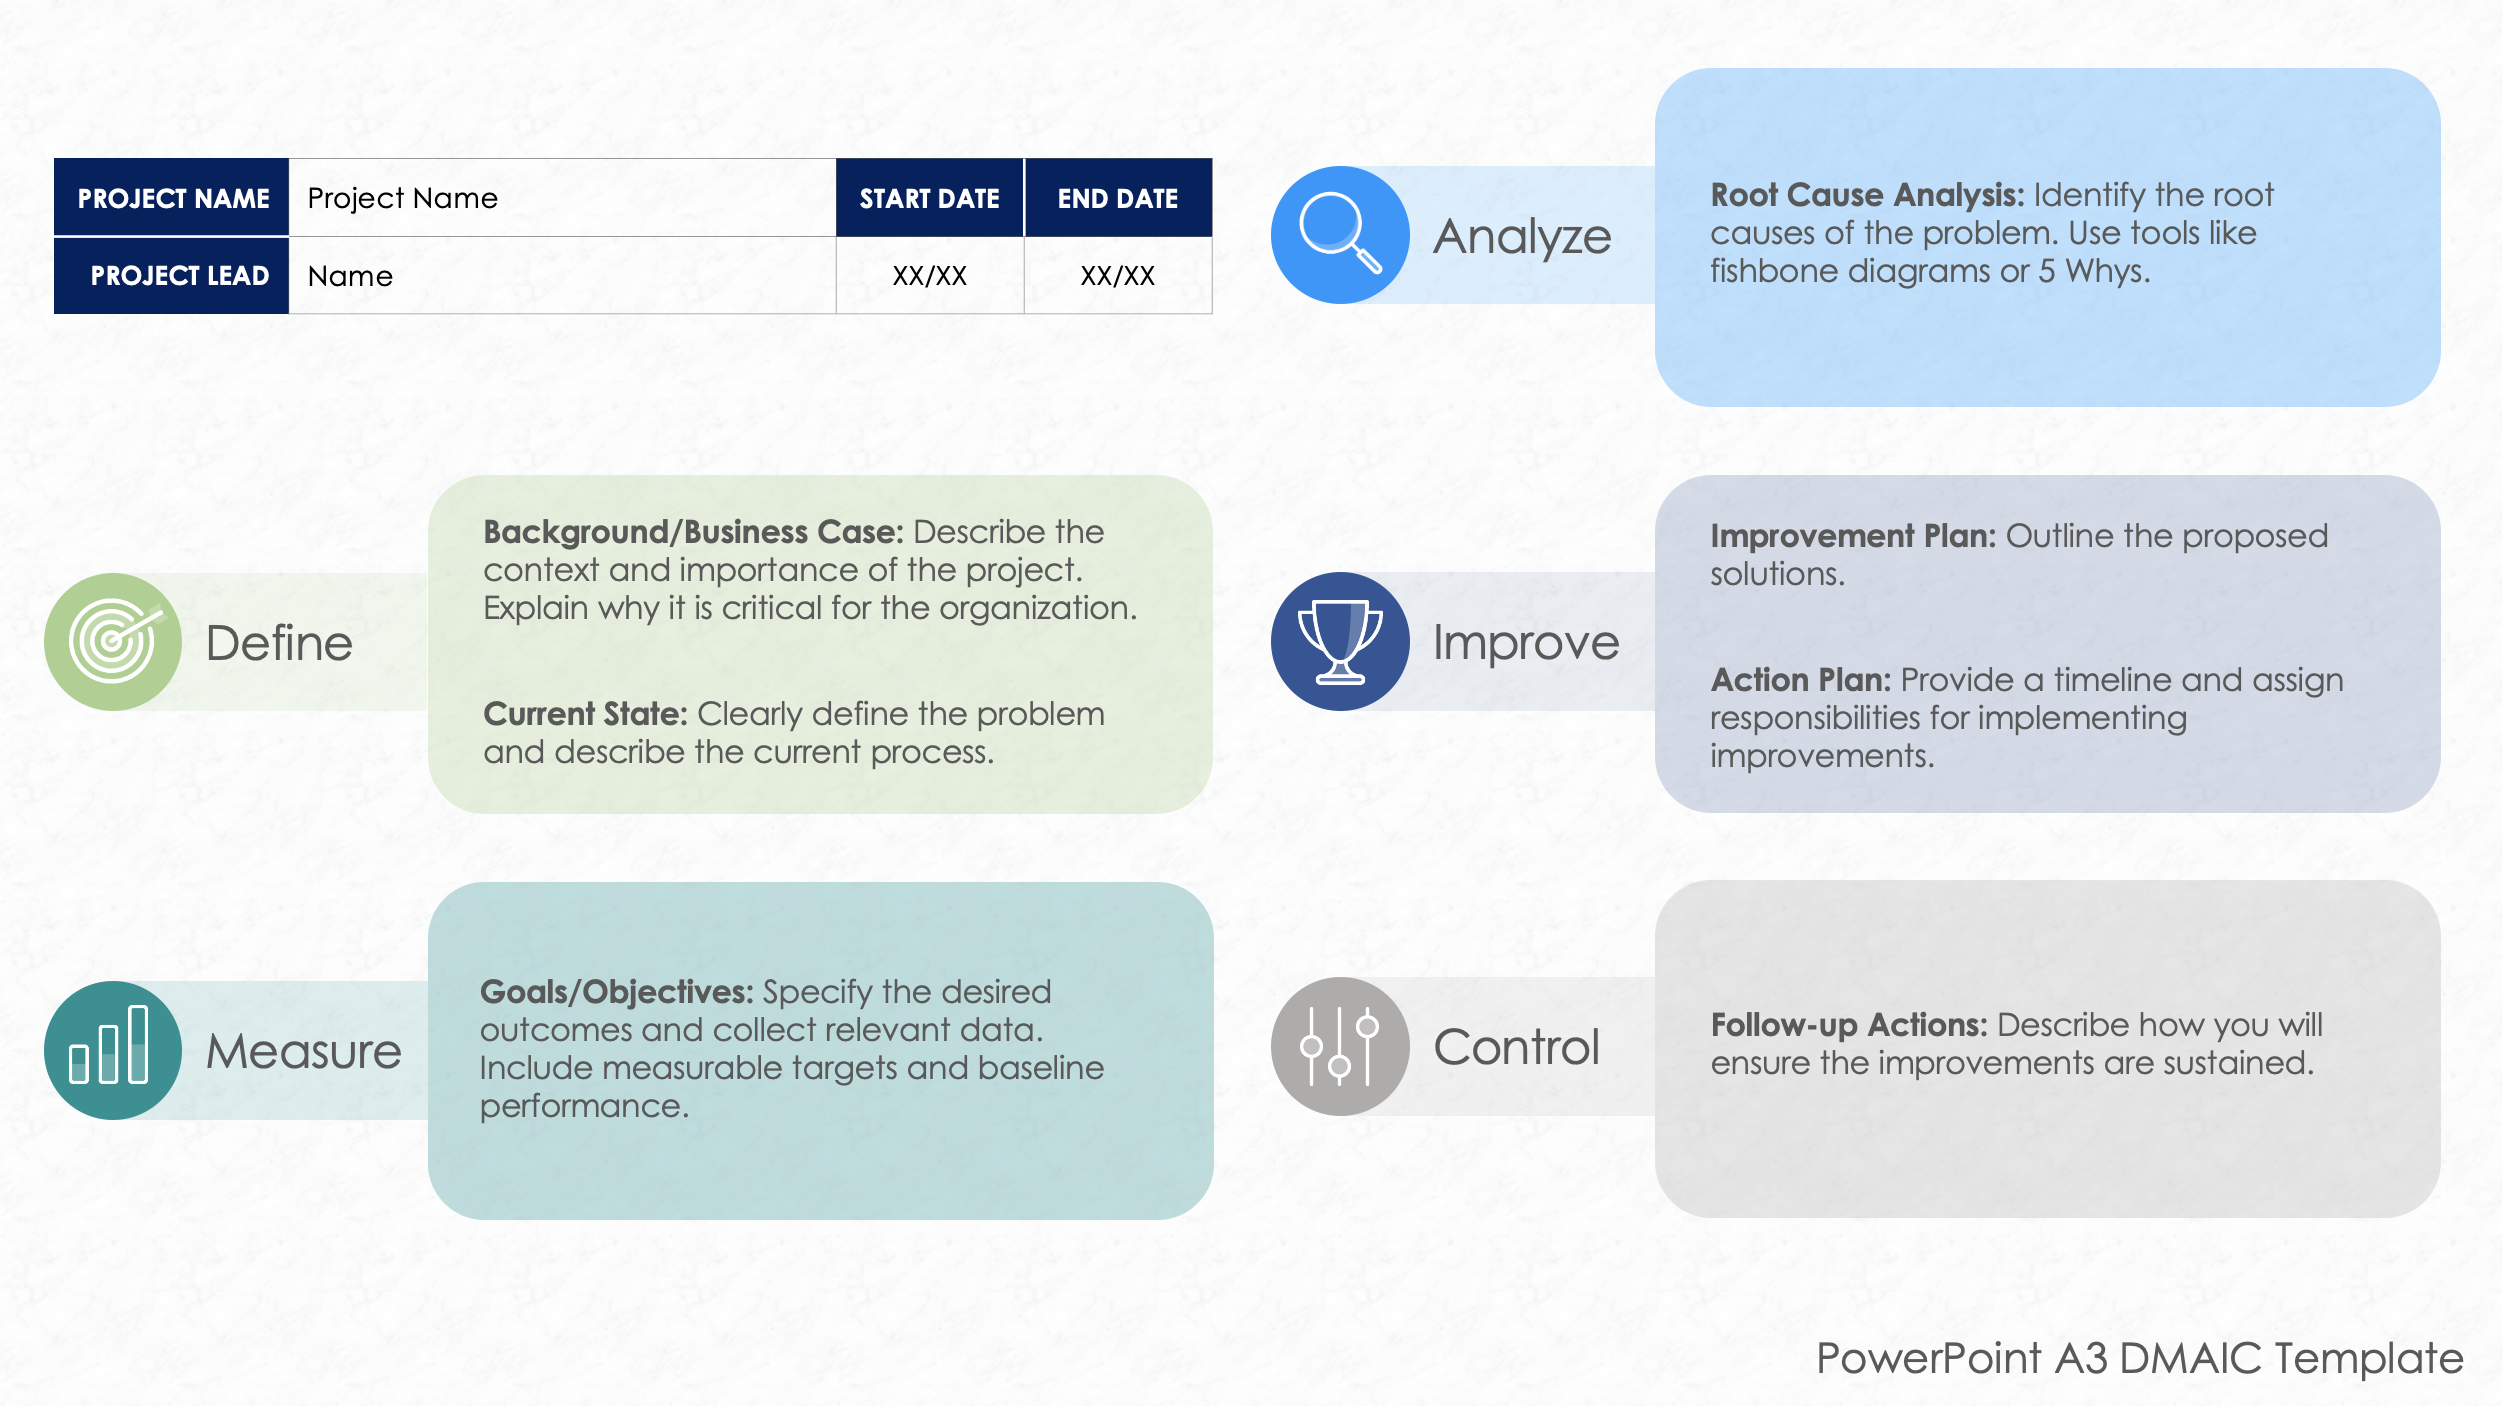 PROJECT NAME Project Name START DATE END DATE
PROJECT LEAD Name XX/XX XX/XX
Define
Background/Business Case: Describe the
context and importance of the project.
Explain why it is critical for the organization.
Current State: Clearly define the problem
and describe the current process.
Measure
Goals/Objectives: Specify the desired
outcomes and collect relevant data.
Include measurable targets and baseline
performance.
Analyze
Root Cause Analysis: Identify the root
causes of the problem. Use tools like
fishbone diagrams or 5 Whys.
Improve
Improvement Plan: Outline the proposed
solutions.
Action Plan: Provide a timeline and assign
responsibilities for implementing
improvements.
Control
Follow-up Actions: Describe how you will
ensure the improvements are sustained.
PowerPoint A3 DMAIC Template